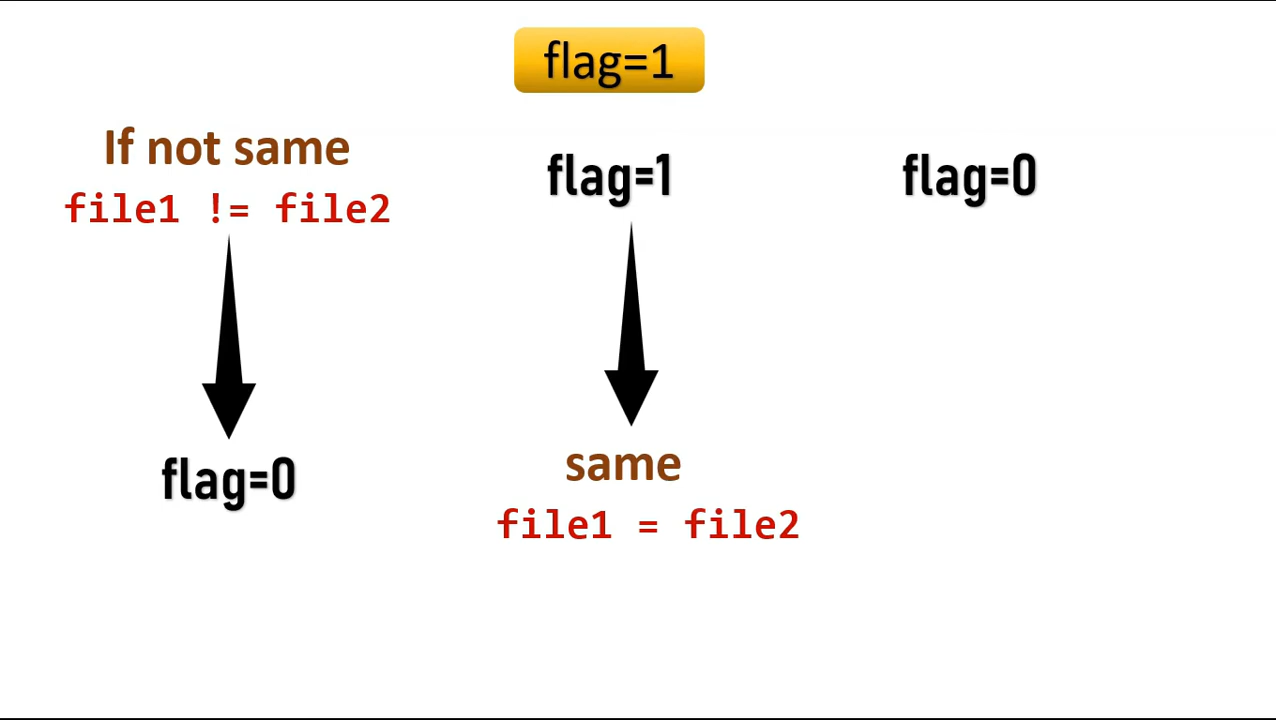 flag=1
If not same
file1 != file2
flag=0
flag=1
same
file1 = file2
flag=0